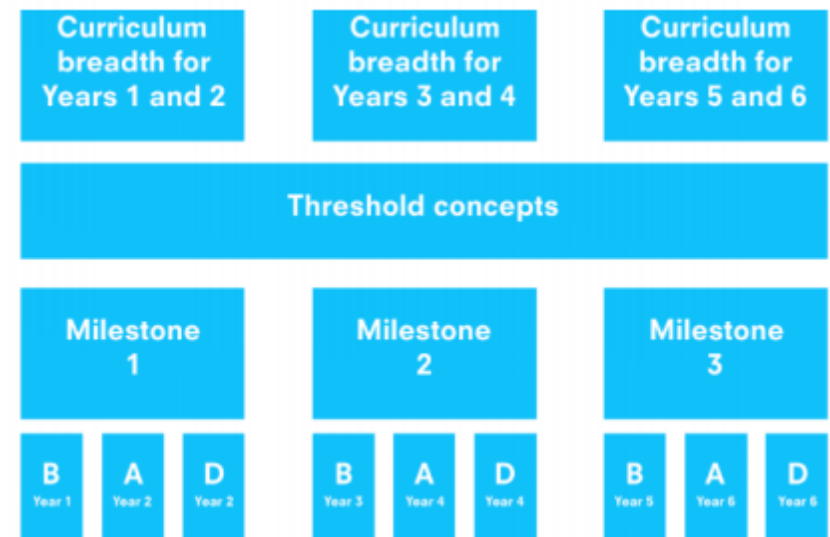 Curriculum
breadth for
Years 1 and 2
Curriculum
breadth for
Years 3 and 4
Curriculum
breadth for
Years 5 and 6
Threshold concepts
Milestone
1
Milestone
2
Milestone
3
B
Year 1
A
Year 2
D
Year 2
B
Year 3
A
Year 4
D
Year 4
B
Year 5
A
Year 6
D
Year 6